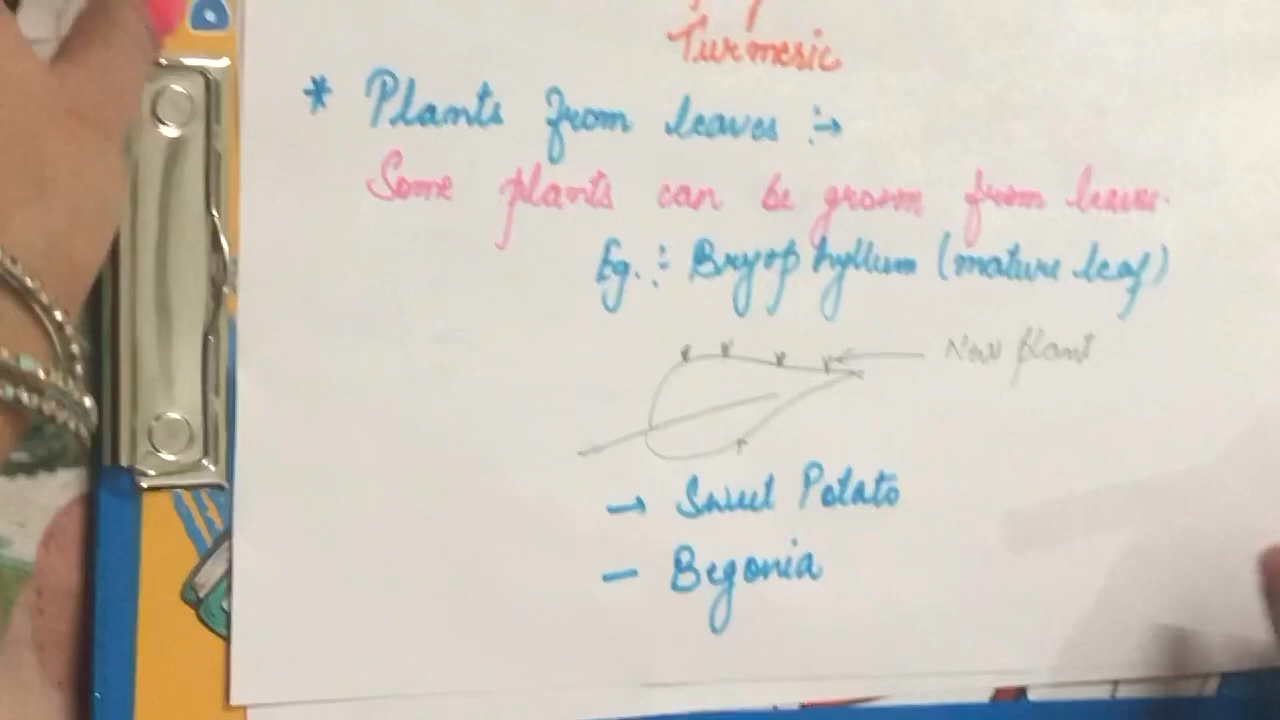 Turmeric
* Plants from leaves :→
Some plants can be grown from leaves.
Eg. :- Bryophyllum (mature leaf)
New plant
→ Sweet Potato
— Begonia